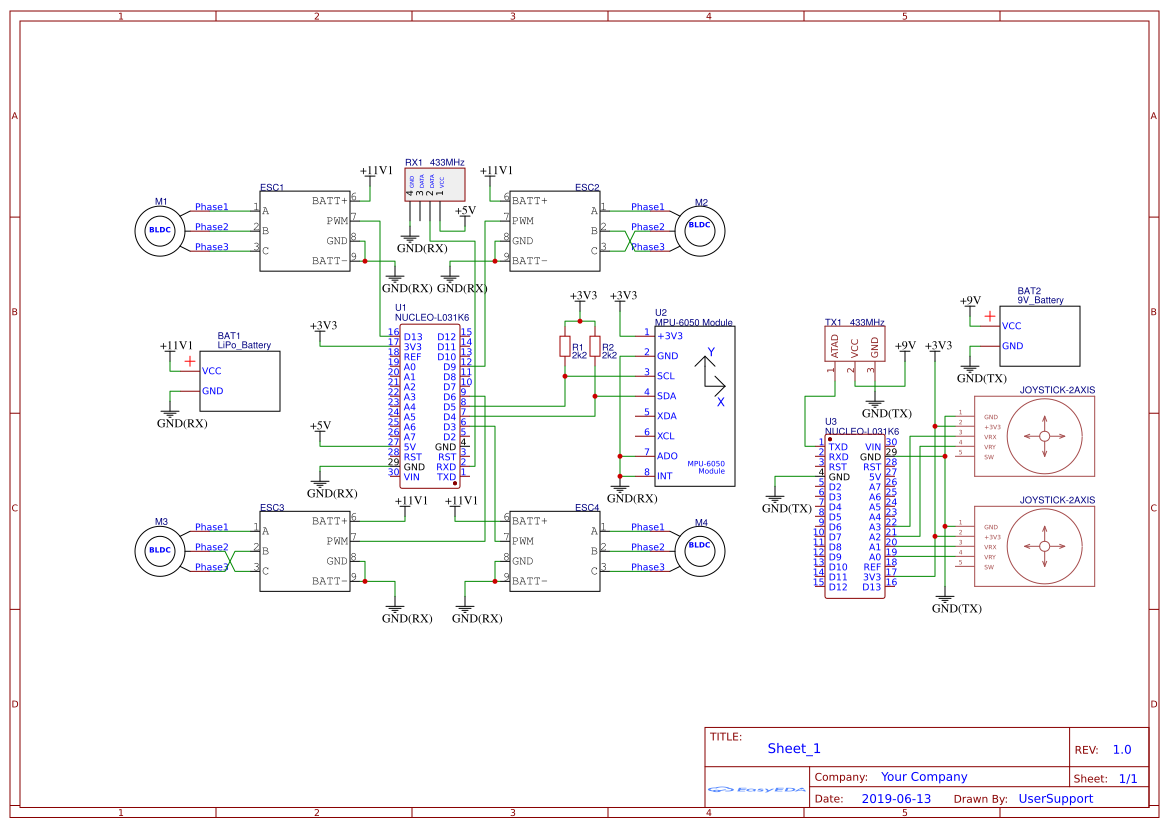 1 2 3 4 5
A A
B B
C C
D D
1 2 3 4 5
ESC1
BATT+ 6
PWM 7
GND 8
BATT- 9
1 A
2 B
3 C
+11V1
GND(RX)
M1
BLDC
Phase1
Phase2
Phase3
RX1 433MHz
GND DATA DATA VCC
4 3 2 1
+5V
GND(RX)
ESC2
+11V1
6 BATT+
7 PWM
8 GND
9 BATT-
A 1
B 2
C 3
GND(RX)
Phase1
Phase2
Phase3
M2
BLDC
BAT1
LiPo_Battery
+11V1
+
VCC
GND
GND(RX)
U1
NUCLEO-L031K6
+3V3
+5V
GND(RX)
16 D13 D12 15
17 3V3 D11 14
18 REF D10 13
19 A0 D9 12
20 A1 D8 11
21 A2 D7 10
22 A3 D6 9
23 A4 D5 8
24 A5 D4 7
25 A6 D3 6
26 A7 D2 5
27 5V GND 4
28 RST RST 3
29 GND RXD 2
30 VIN TXD 1
+3V3
+3V3
R1
2k2
R2
2k2
U2
MPU-6050 Module
1 +3V3
2 GND
3 SCL
4 SDA
5 XDA
6 XCL
7 ADO
8 INT
Y
X
MPU-6050
Module
GND(RX)
M3
BLDC
Phase1
Phase2
Phase3
ESC3
1 A
2 B
3 C
BATT+ 6
PWM 7
GND 8
BATT- 9
+11V1
GND(RX)
ESC4
+11V1
6 BATT+
7 PWM
8 GND
9 BATT-
A 1
B 2
C 3
GND(RX)
Phase1
Phase2
Phase3
M4
BLDC
BAT2
9V_Battery
+9V
+
VCC
GND
GND(TX)
TX1 433MHz
ATAD VCC GND
1 2 3
+9V
+3V3
GND(TX)
U3
NUCLEO-L031K6
1 TXD VIN 30
2 RXD GND 29
3 RST RST 28
4 GND 5V 27
5 D2 A7 26
6 D3 A6 25
7 D4 A5 24
8 D5 A4 23
9 D6 A3 22
10 D7 A2 21
11 D8 A1 20
12 D9 A0 19
13 D10 REF 18
14 D11 3V3 17
15 D12 D13 16
GND(TX)
JOYSTICK-2AXIS
1 GND
2 +3V3
3 VRX
4 VRY
5 SW
JOYSTICK-2AXIS
1 GND
2 +3V3
3 VRX
4 VRY
5 SW
GND(TX)
TITLE:
Sheet_1
REV: 1.0
EasyEDA
Company: Your Company
Sheet: 1/1
Date: 2019-06-13 Drawn By: UserSupport